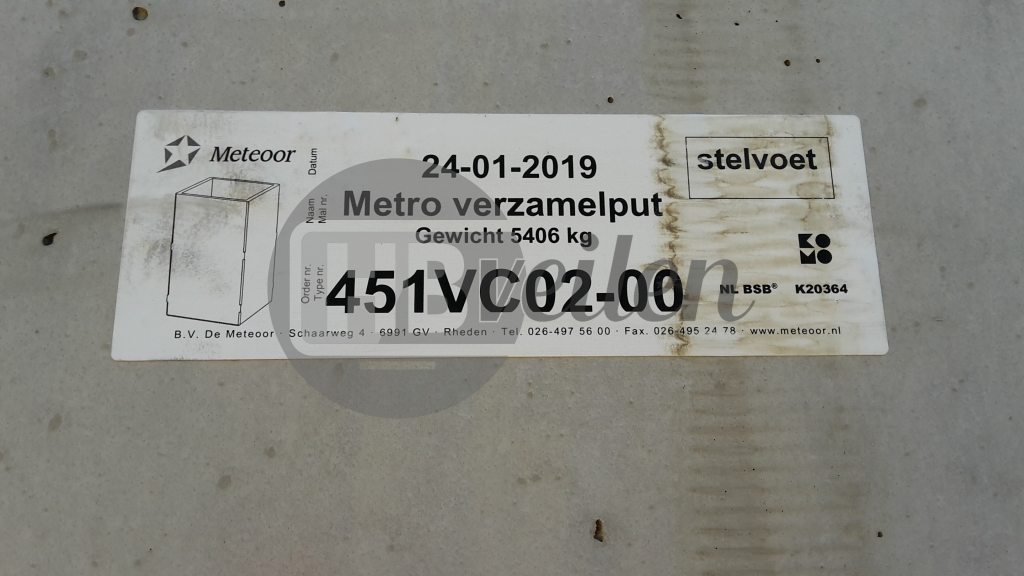 Meteoor
Datum
24-01-2019
stelvoet
Naam
Mal nr.
Metro verzamelput
Gewicht 5406 kg
KOMO
Order nr.
Type nr.
451VC02-00
NL BSB® K20364
B.V. De Meteoor · Schaarweg 4 · 6991 GV · Rheden · Tel. 026-497 56 00 · Fax. 026-495 24 78 · www.meteoor.nl
HBveilen